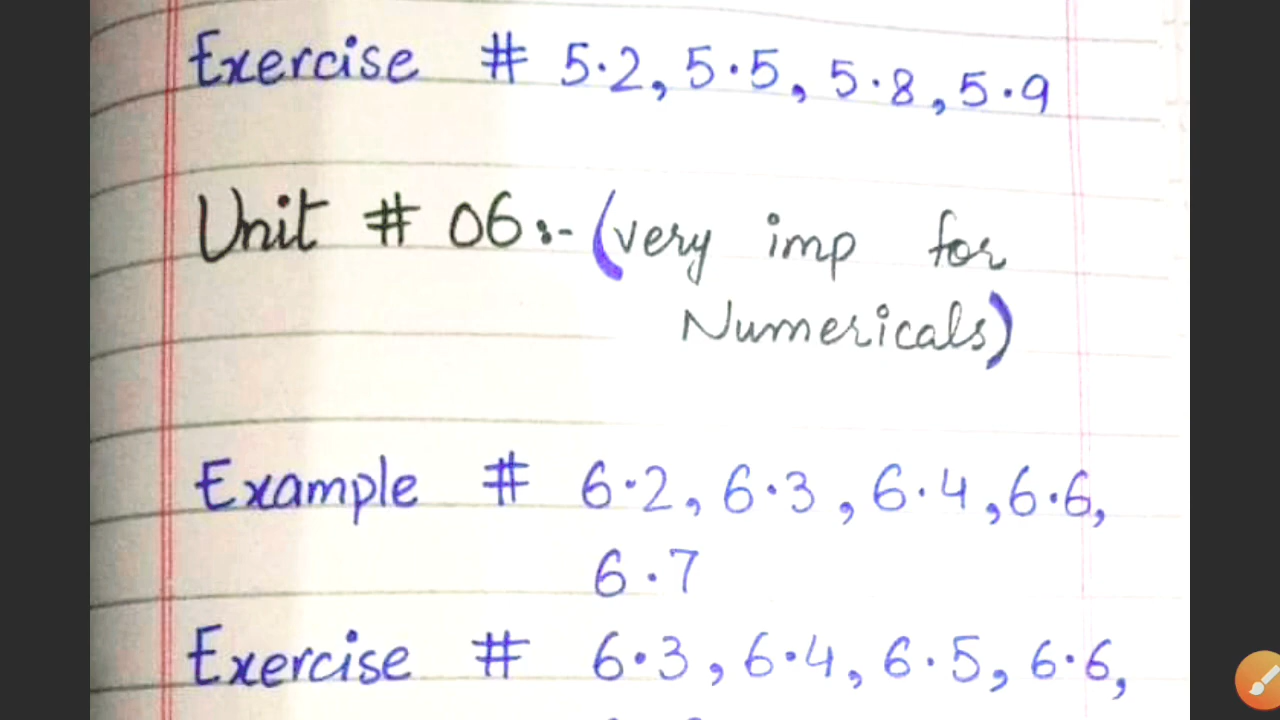 Exercise # 5.2, 5.5, 5.8, 5.9
Unit # 06:- (very imp for
Numericals)
Example # 6.2, 6.3, 6.4, 6.6,
6.7
Exercise # 6.3, 6.4, 6.5, 6.6,